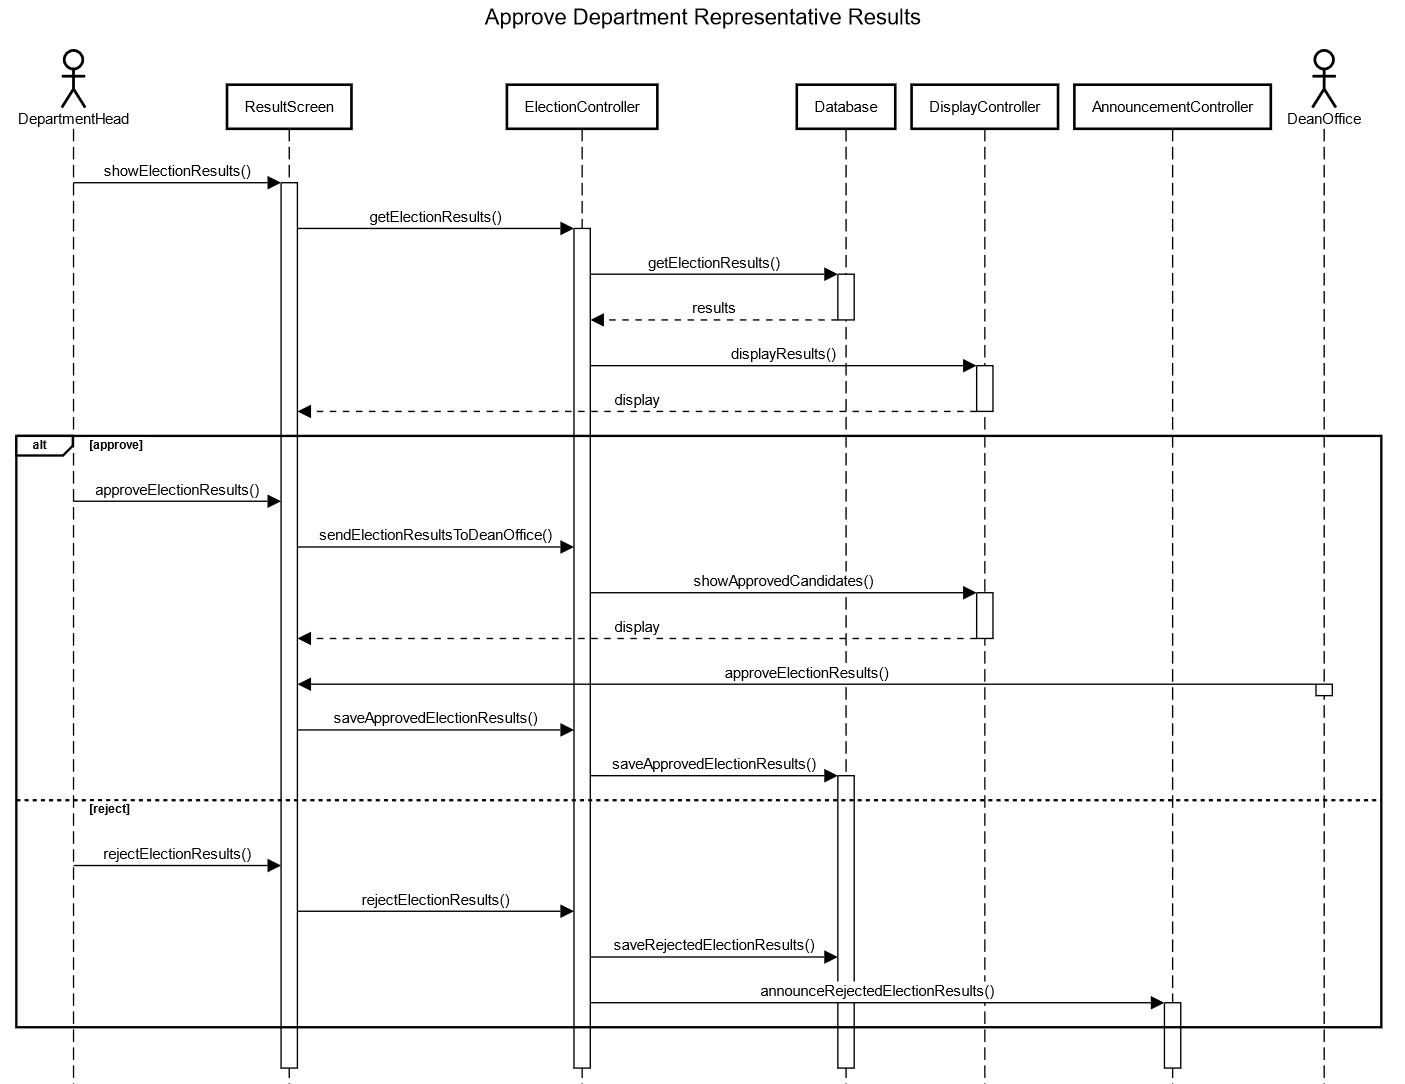 Approve Department Representative Results
DepartmentHead
ResultScreen
ElectionController
Database
DisplayController
AnnouncementController
DeanOffice
showElectionResults()
getElectionResults()
getElectionResults()
results
displayResults()
display
alt
[approve]
approveElectionResults()
sendElectionResultsToDeanOffice()
showApprovedCandidates()
display
approveElectionResults()
saveApprovedElectionResults()
saveApprovedElectionResults()
[reject]
rejectElectionResults()
rejectElectionResults()
saveRejectedElectionResults()
announceRejectedElectionResults()